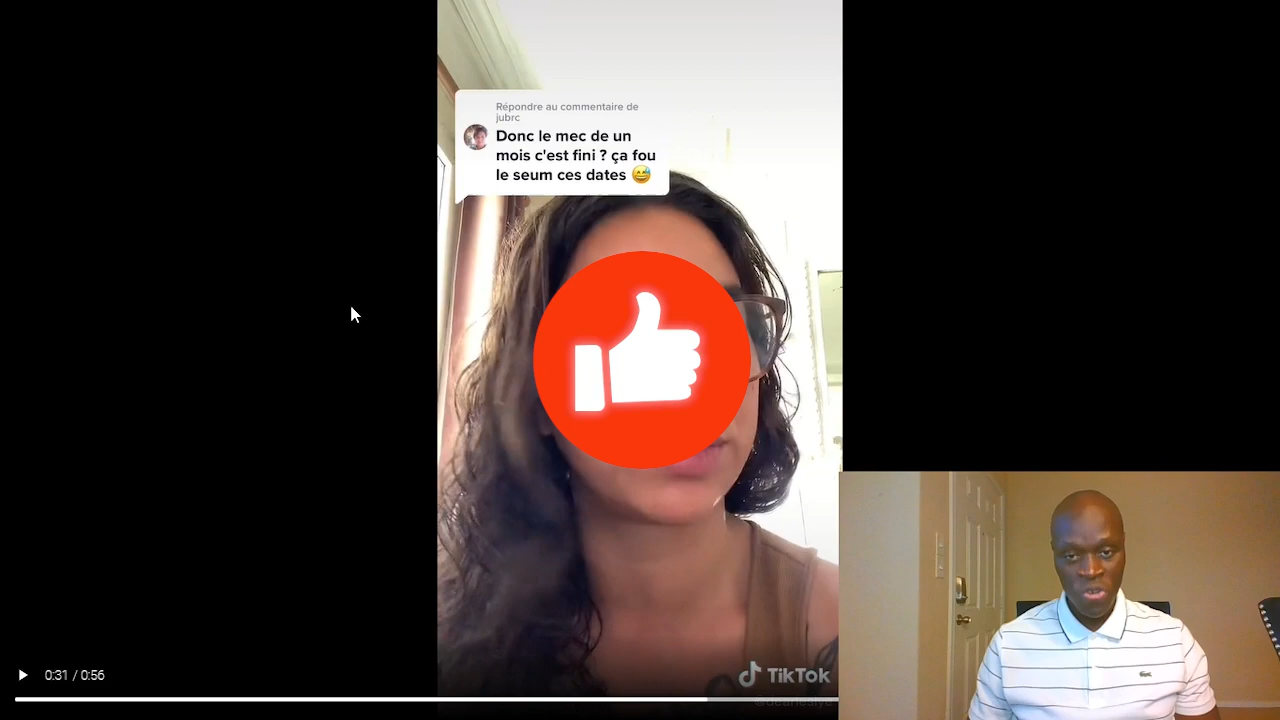 Répondre au commentaire de
jubrc
Donc le mec de un
mois c'est fini ? ça fou
le seum ces dates 😅
TikTok
0:31 / 0:56